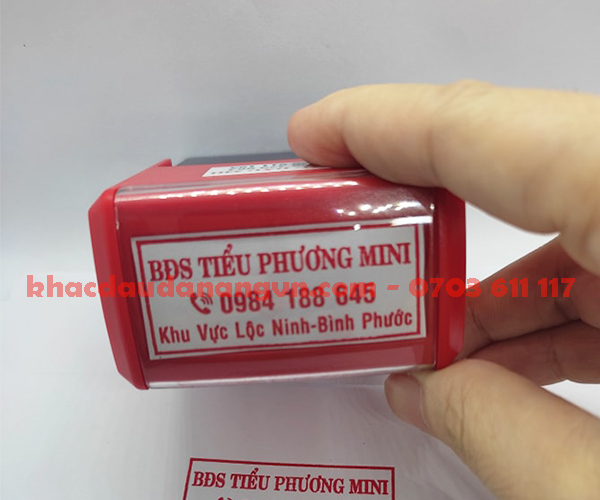 BĐS TIỂU PHƯƠNG MINI
0984 188 645
Khu Vực Lộc Ninh-Bình Phước
khacdaudanangvn.com - 0703 611 117
BĐS TIỂU PHƯƠNG MINI